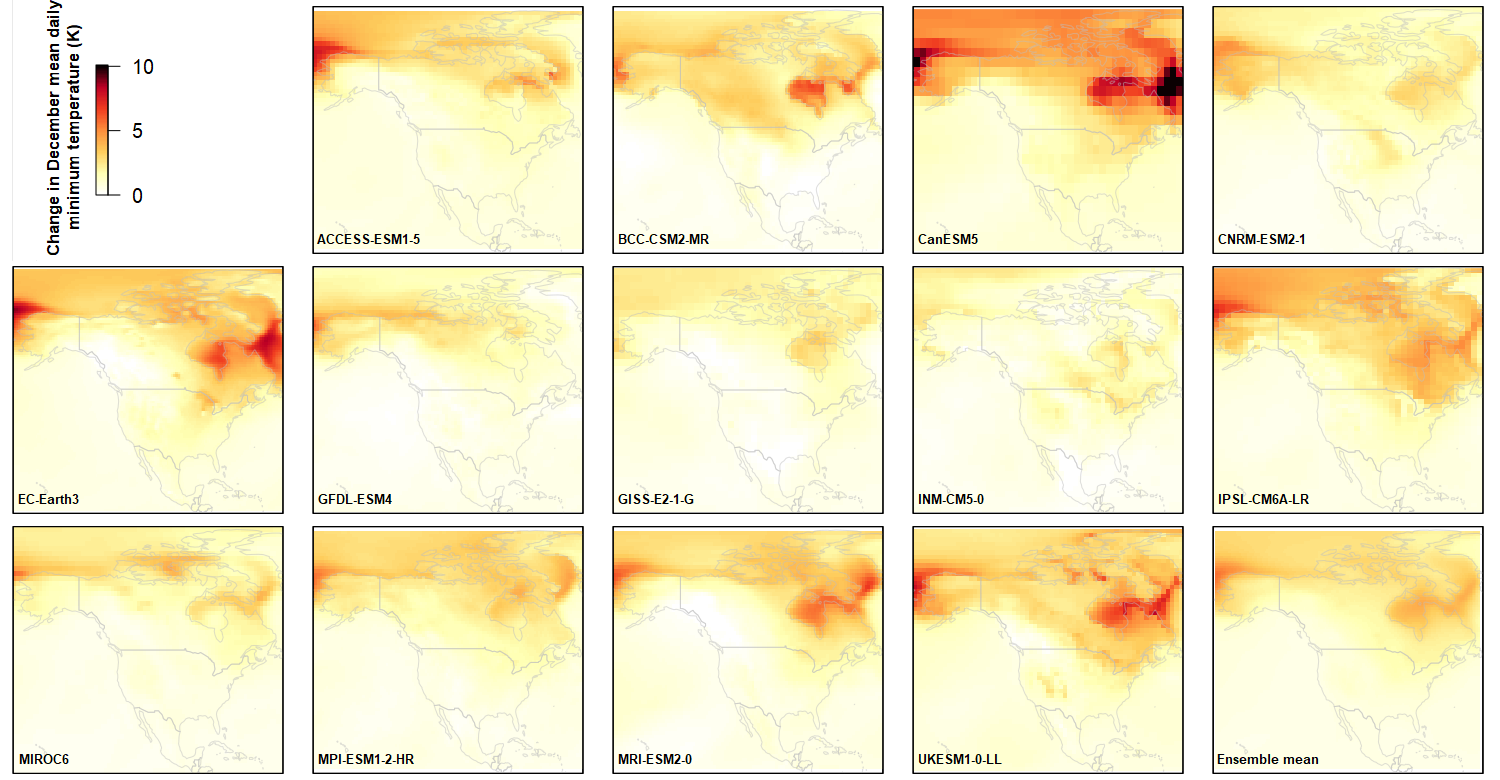 Change in December mean daily
minimum temperature (K)
10
5
0
ACCESS-ESM1-5
BCC-CSM2-MR
CanESM5
CNRM-ESM2-1
EC-Earth3
GFDL-ESM4
GISS-E2-1-G
INM-CM5-0
IPSL-CM6A-LR
MIROC6
MPI-ESM1-2-HR
MRI-ESM2-0
UKESM1-0-LL
Ensemble mean